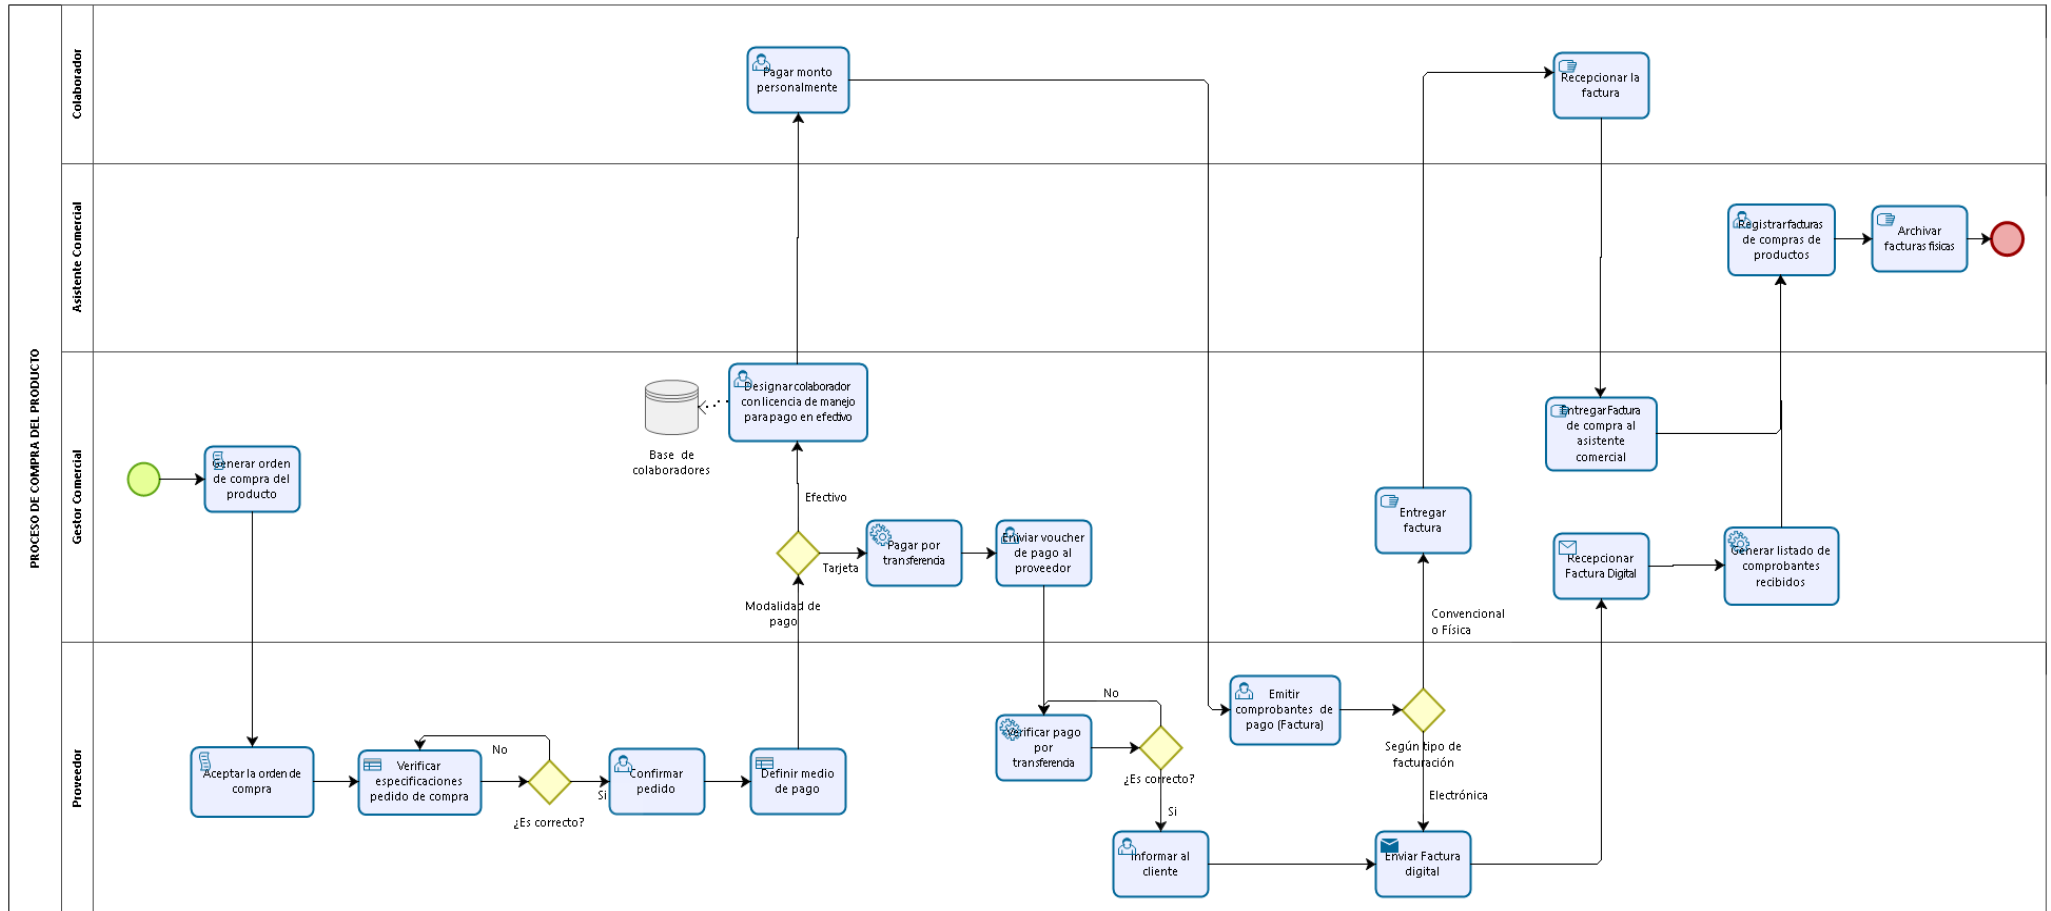 PROCESO DE COMPRA DEL PRODUCTO
Colaborador
Pagar monto
personalmente
Recepcionar la
factura
Asistente Comercial
Registrar facturas
de compras de
productos
Archivar
facturas físicas
Gestor Comercial
Generar orden
de compra del
producto
Base de
colaboradores
Designar colaborador
con licencia de manejo
para pago en efectivo
Efectivo
Tarjeta
Modalidad de
pago
Pagar por
transferencia
Enviar voucher
de pago al
proveedor
Entregar
factura
Convencional
o Física
Entregar Factura
de compra al
asistente
comercial
Recepcionar
Factura Digital
Generar listado de
comprobantes
recibidos
Proveedor
Aceptar la orden de
compra
Verificar
especificaciones
pedido de compra
No
Si
¿Es correcto?
Confirmar
pedido
Definir medio
de pago
Verificar pago
por
transferencia
No
¿Es correcto?
Si
Informar al
cliente
Emitir
comprobantes de
pago (Factura)
Según tipo de
facturación
Electrónica
Enviar Factura
digital